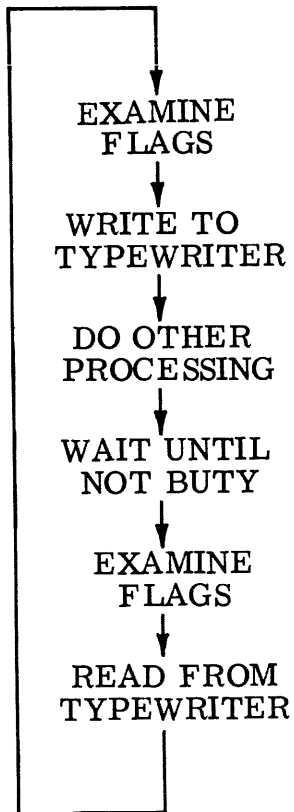 EXAMINE
FLAGS
WRITE TO
TYPEWRITER
DO OTHER
PROCESSING
WAIT UNTIL
NOT BUTY
EXAMINE
FLAGS
READ FROM
TYPEWRITER